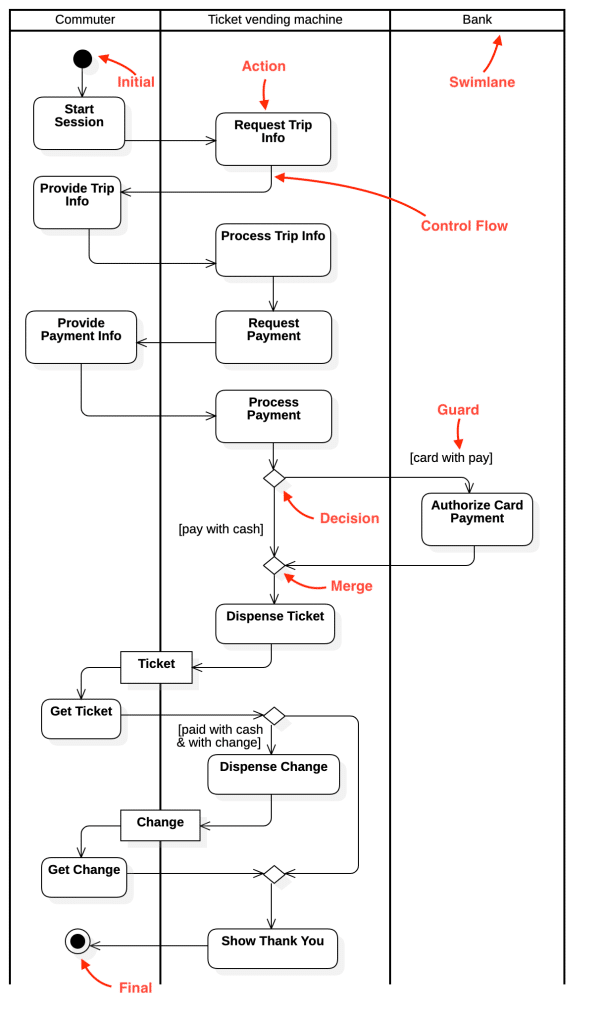 Commuter
Ticket vending machine
Bank
Initial
Action
Swimlane
Start
Session
Request Trip
Info
Provide Trip
Info
Control Flow
Process Trip Info
Provide
Payment Info
Request
Payment
Process
Payment
Guard
[card with pay]
Authorize Card
Payment
Decision
[pay with cash]
Merge
Dispense Ticket
Ticket
Get Ticket
[paid with cash
& with change]
Dispense Change
Change
Get Change
Show Thank You
Final